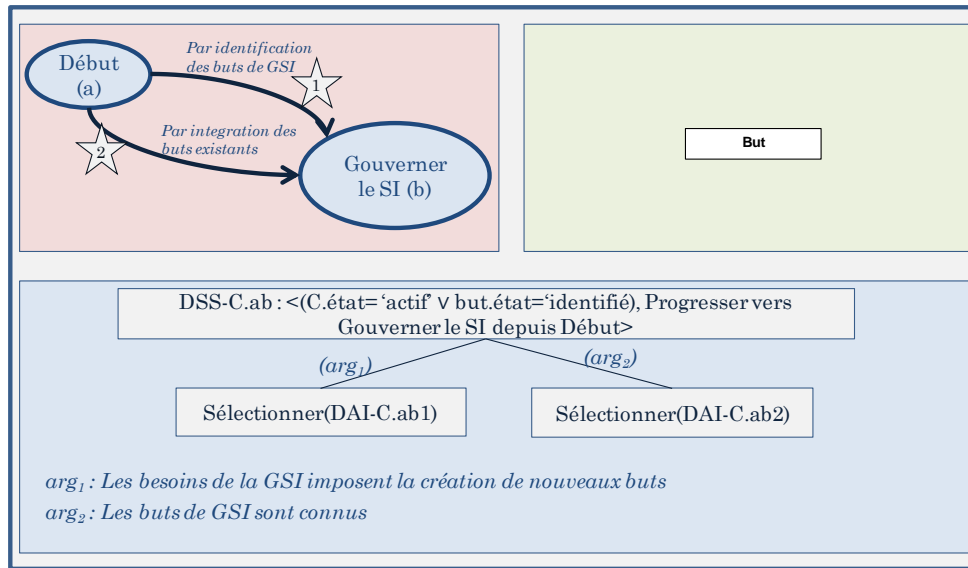 Début
(a)
Par identification
des buts de GSI
1
2
Par integration des
buts existants
Gouverner
le SI (b)
But
DSS-C.ab : <(C.état= ‘actif’ ∨ but.état=‘identifié), Progresser vers
Gouverner le SI depuis Début>
(arg1)
(arg2)
Sélectionner(DAI-C.ab1)
Sélectionner(DAI-C.ab2)
arg1 : Les besoins de la GSI imposent la création de nouveaux buts
arg2 : Les buts de GSI sont connus